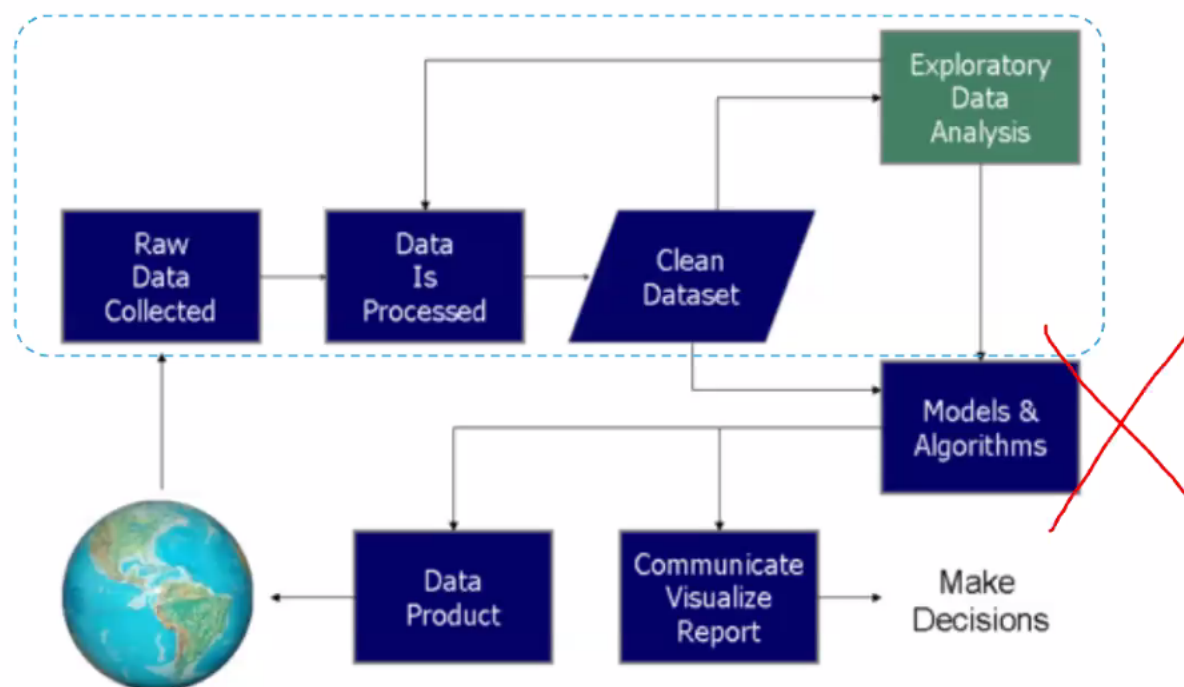 Exploratory
Data
Analysis
Raw
Data
Collected
Data
Is
Processed
Clean
Dataset
Models &
Algorithms
Data
Product
Communicate
Visualize
Report
Make
Decisions